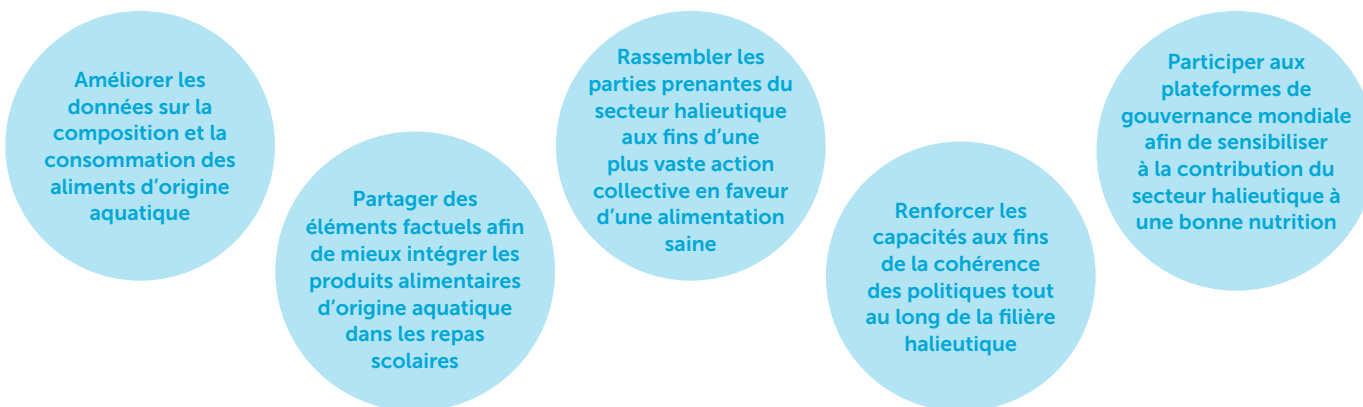 Améliorer les
données sur la
composition et la
consommation des
aliments d’origine
aquatique
Partager des
éléments factuels afin
de mieux intégrer les
produits alimentaires
d’origine aquatique
dans les repas
scolaires
Rassembler les
parties prenantes du
secteur halieutique
aux fins d’une
plus vaste action
collective en faveur
d’une alimentation
saine
Renforcer les
capacités aux fins
de la cohérence
des politiques tout
au long de la filière
halieutique
Participer aux
plateformes de
gouvernance mondiale
afin de sensibiliser
à la contribution du
secteur halieutique à
une bonne nutrition